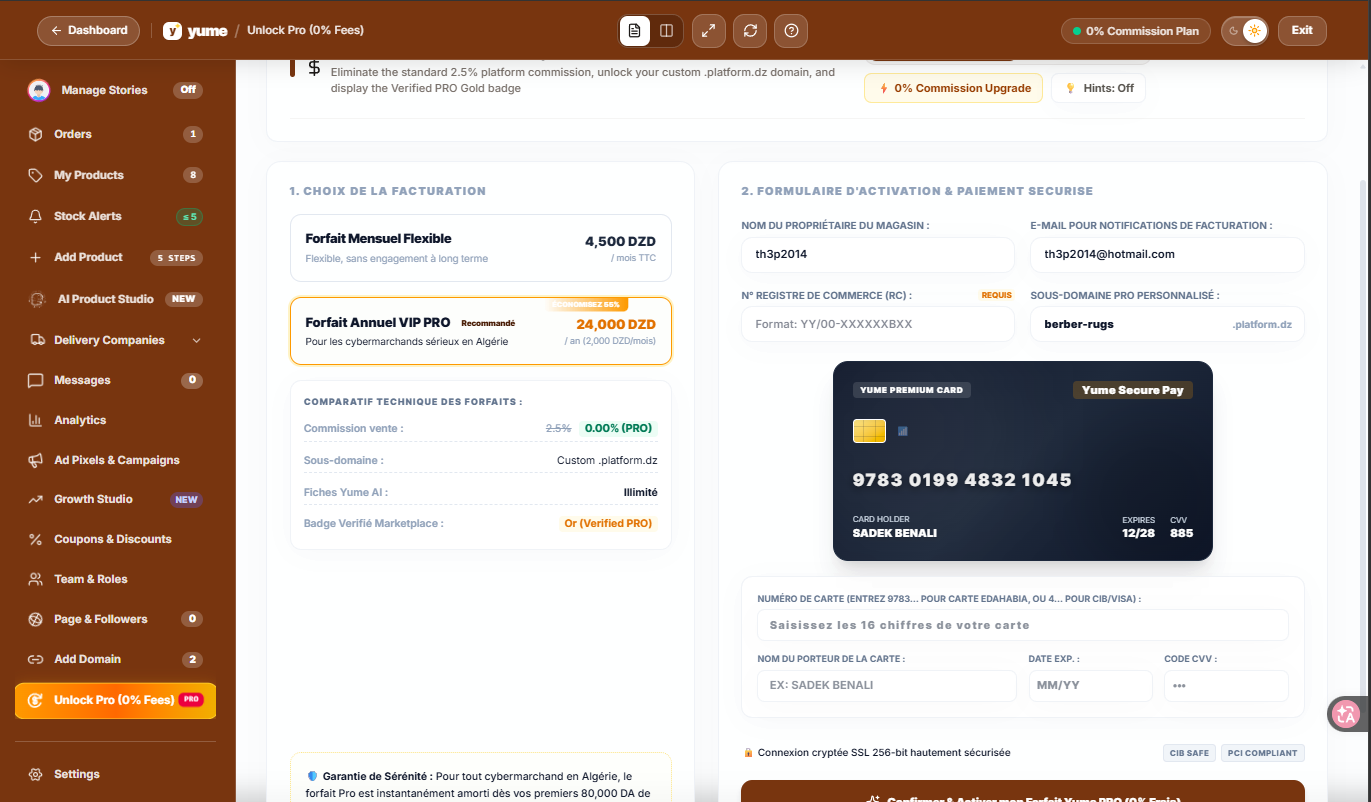 Dashboard
yume / Unlock Pro (0% Fees)
0% Commission Plan
Exit
Manage Stories Off
Orders 1
My Products 8
Stock Alerts ≤ 5
Add Product 5 STEPS
AI Product Studio NEW
Delivery Companies
Messages 0
Analytics
Ad Pixels & Campaigns
Growth Studio NEW
Coupons & Discounts
Team & Roles
Page & Followers 0
Add Domain 2
Unlock Pro (0% Fees) PRO
Settings
Eliminate the standard 2.5% platform commission, unlock your custom .platform.dz domain, and
display the Verified PRO Gold badge
0% Commission Upgrade
Hints: Off
1. CHOIX DE LA FACTURATION
Forfait Mensuel Flexible
Flexible, sans engagement à long terme
4,500 DZD
/ mois TTC
ÉCONOMISEZ 55%
Forfait Annuel VIP PRO Recommandé
Pour les cybermarchands sérieux en Algérie
24,000 DZD
/ an (2,000 DZD/mois)
COMPARATIF TECHNIQUE DES FORFAITS :
Commission vente : 2.5% 0.00% (PRO)
Sous-domaine : Custom .platform.dz
Fiches Yume AI : Illimité
Badge Verifié Marketplace : Or (Verified PRO)
Garantie de Sérénité : Pour tout cybermarchand en Algérie, le
forfait Pro est instantanément amorti dès vos premiers 80,000 DA de
2. FORMULAIRE D'ACTIVATION & PAIEMENT SECURISE
NOM DU PROPRIÉTAIRE DU MAGASIN :
th3p2014
E-MAIL POUR NOTIFICATIONS DE FACTURATION :
th3p2014@hotmail.com
N° REGISTRE DE COMMERCE (RC) : REQUIS
Format: YY/00-XXXXXXBXX
SOUS-DOMAINE PRO PERSONNALISÉ :
berber-rugs .platform.dz
YUME PREMIUM CARD
Yume Secure Pay
9783 0199 4832 1045
CARD HOLDER
SADEK BENALI
EXPIRES
12/28
CVV
885
NUMÉRO DE CARTE (ENTREZ 9783... POUR CARTE EDAHABIA, OU 4... POUR CIB/VISA) :
Saisissez les 16 chiffres de votre carte
NOM DU PORTEUR DE LA CARTE :
EX: SADEK BENALI
DATE EXP. :
MM/YY
CODE CVV :
•••
Connexion cryptée SSL 256-bit hautement sécurisée
CIB SAFE
PCI COMPLIANT
Confirmer & Activer mon Forfait Yume PRO (0% Frais)